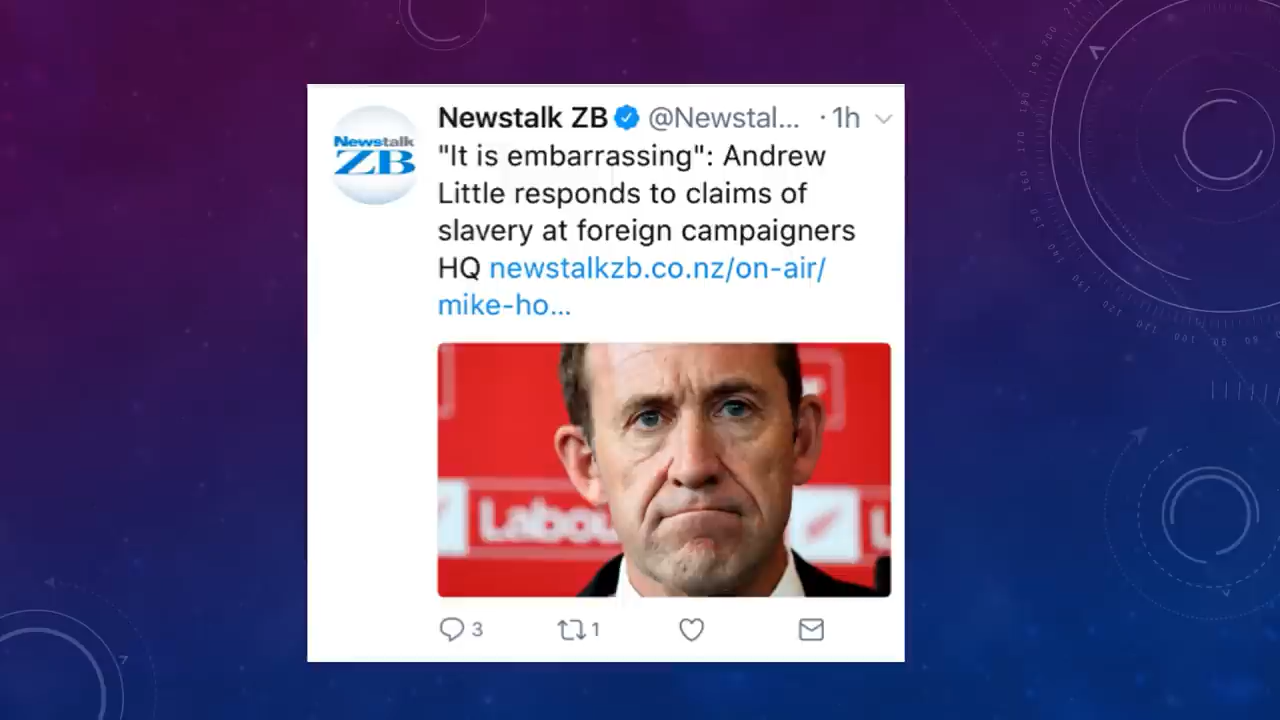 Newstalk ZB @Newstal... · 1h
Newstalk
ZB
"It is embarrassing": Andrew
Little responds to claims of
slavery at foreign campaigners
HQ newstalkzb.co.nz/on-air/
mike-ho...
Labou
L
3 1